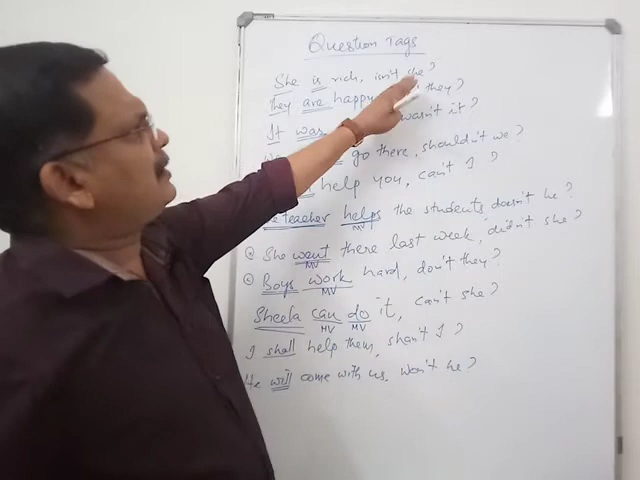 Question Tags
She is rich, isn't she?
They are happy they?
It was wasn't it?
go there, shouldn't we?
help you, can't I?
teacher helps the students, doesn't he?
MV
She went there last week, didn't she?
MV
Boys work hard, don't they?
MV
Sheela can do it, can't she?
HV MV
I shall help them, shan't I?
He will come with us, won't he?